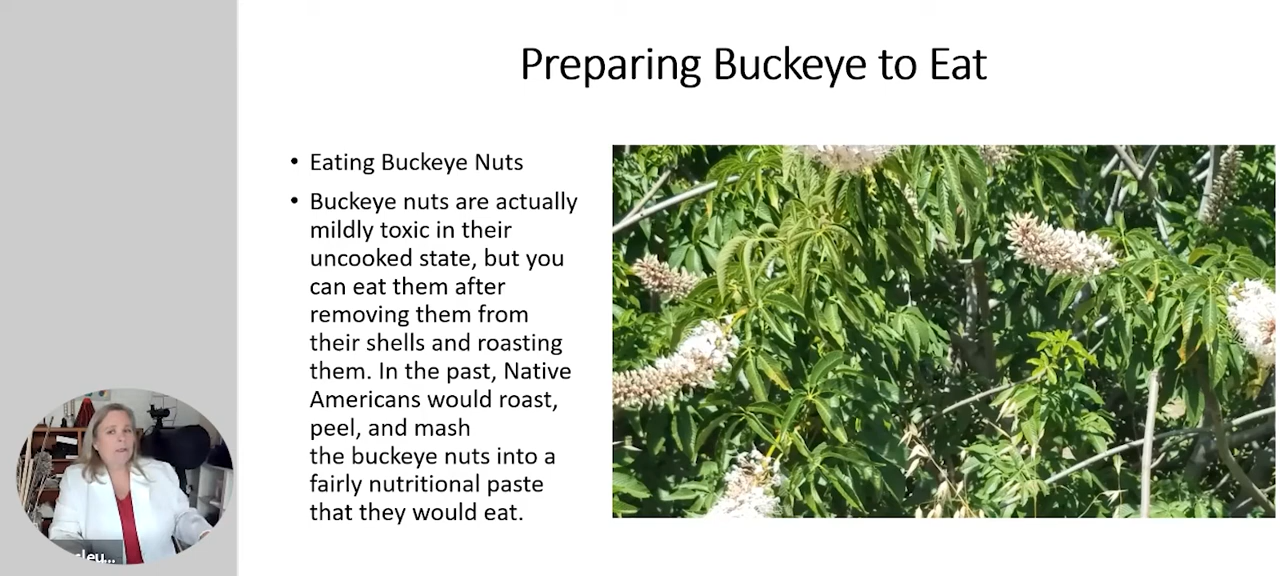 Preparing Buckeye to Eat
• Eating Buckeye Nuts
• Buckeye nuts are actually
mildly toxic in their
uncooked state, but you
can eat them after
removing them from
their shells and roasting
them. In the past, Native
Americans would roast,
peel, and mash
the buckeye nuts into a
fairly nutritional paste
that they would eat.